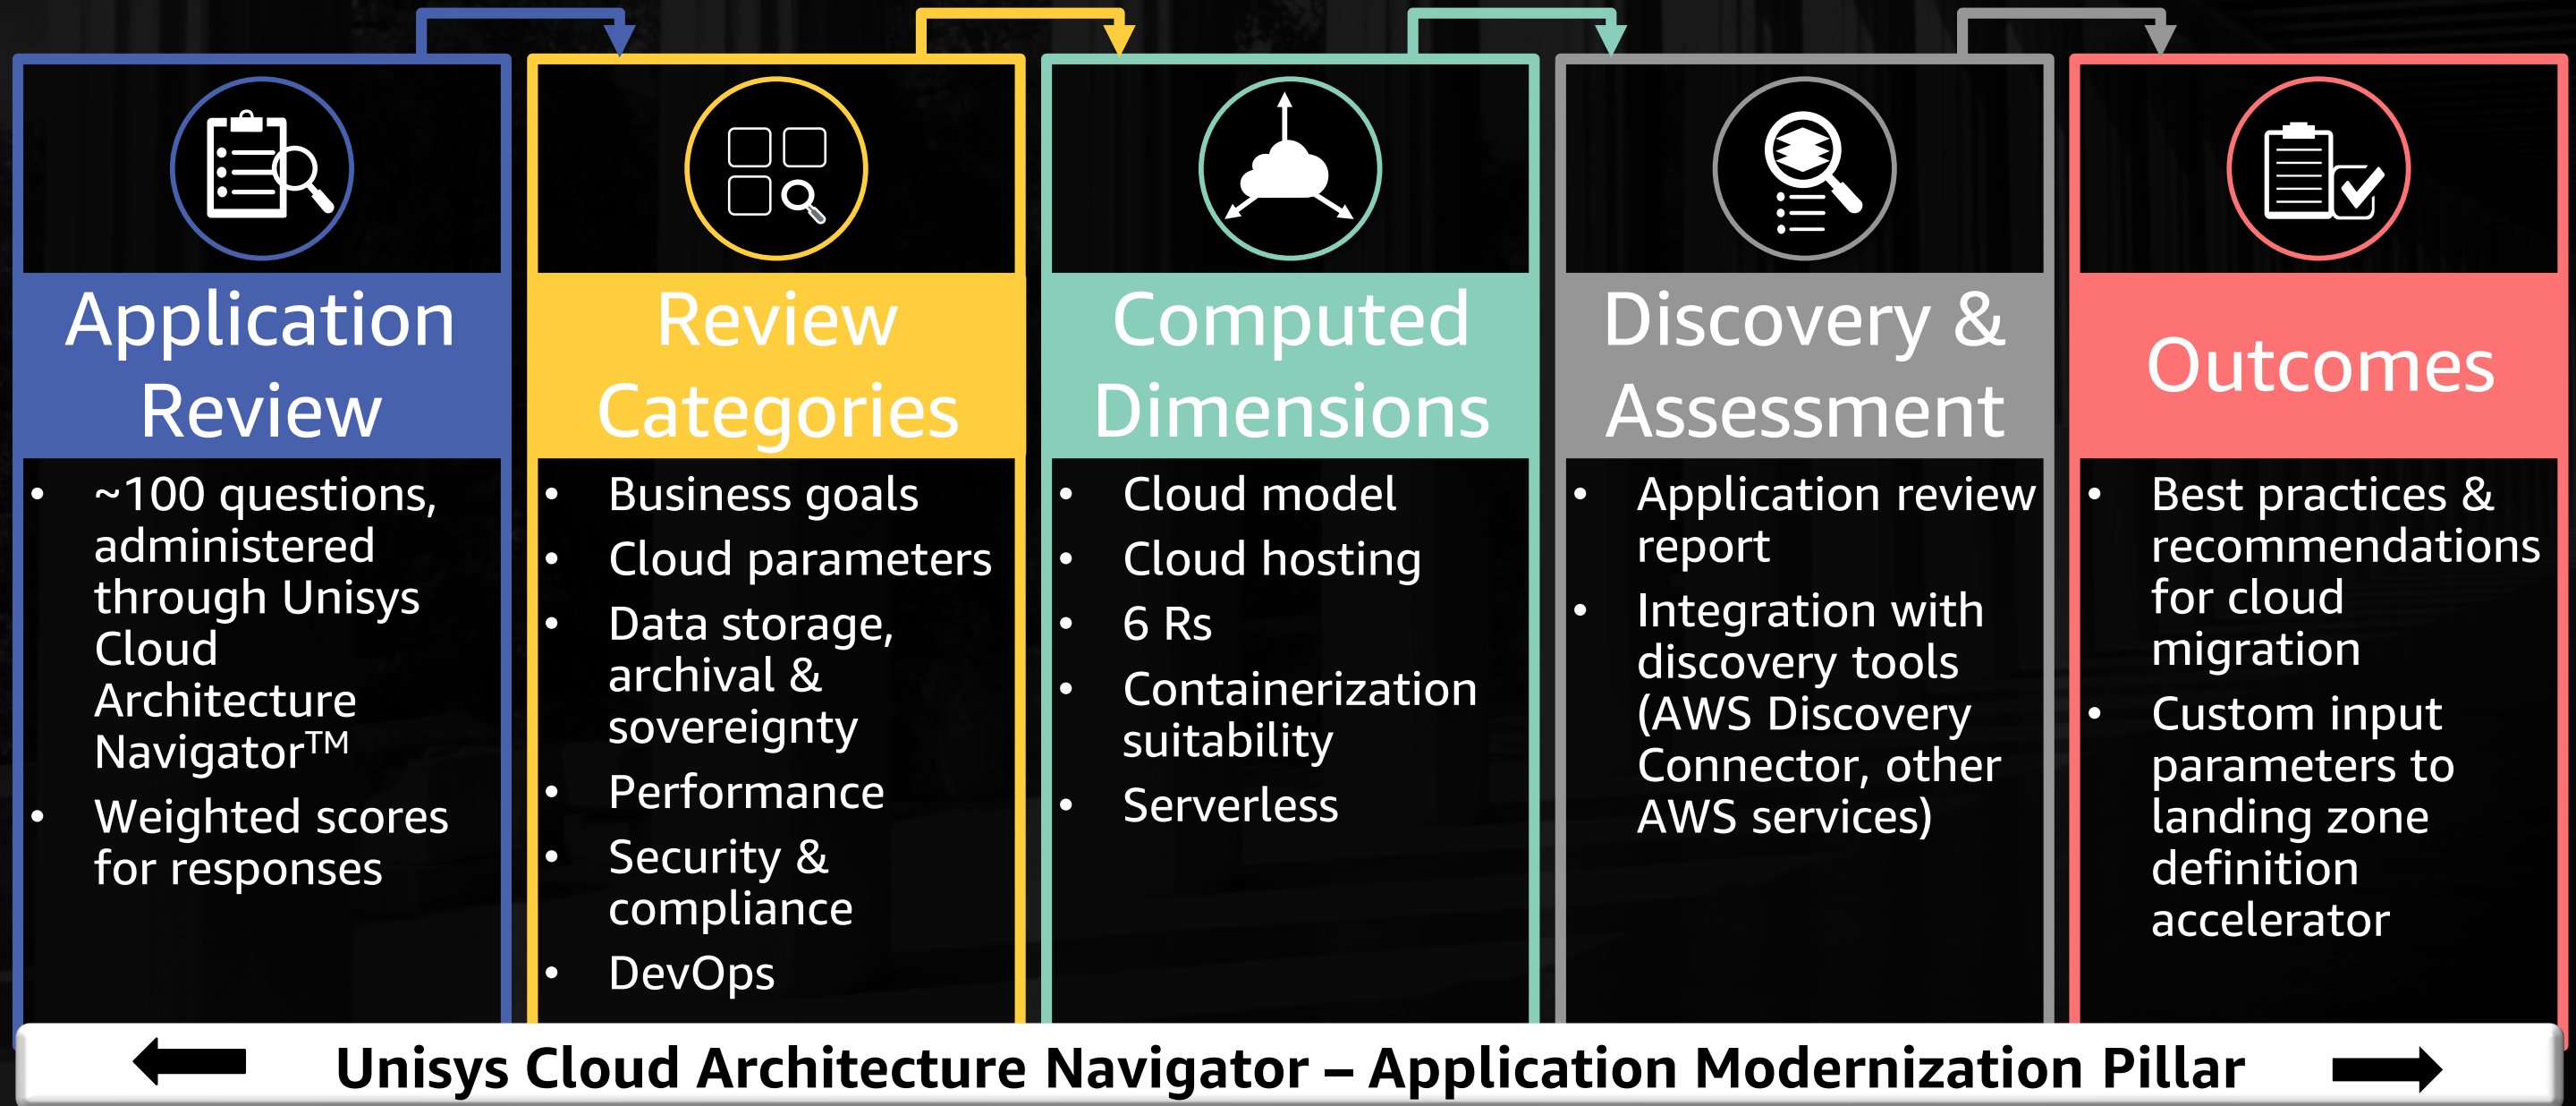 Application
Review
• ~100 questions,
administered
through Unisys
Cloud
Architecture
Navigator™
• Weighted scores
for responses
Review
Categories
• Business goals
• Cloud parameters
• Data storage,
archival &
sovereignty
• Performance
• Security &
compliance
• DevOps
Computed
Dimensions
• Cloud model
• Cloud hosting
• 6 Rs
• Containerization
suitability
• Serverless
Discovery &
Assessment
• Application review
report
• Integration with
discovery tools
(AWS Discovery
Connector, other
AWS services)
Outcomes
• Best practices &
recommendations
for cloud
migration
• Custom input
parameters to
landing zone
definition
accelerator
Unisys Cloud Architecture Navigator – Application Modernization Pillar